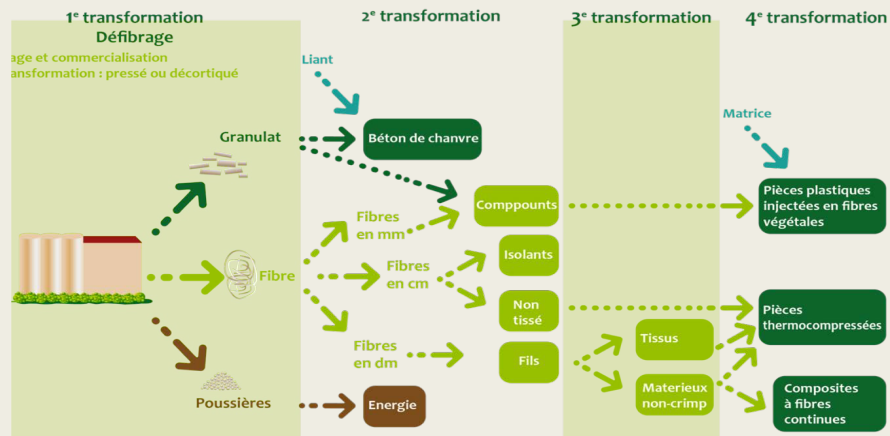 1e transformation
Défibrage
age et commercialisation
ansformation : pressé ou décortiqué
2e transformation
3e transformation
4e transformation
Liant
Granulat
Béton de chanvre
Matrice
Comppounts
Pièces plastiques
injectées en fibres
végétales
Fibres
en mm
Fibre
Fibres
en cm
Isolants
Non
tissé
Pièces
thermocompressées
Fibres
en dm
Fils
Tissus
Materieux
non-crimp
Composites
à fibres
continues
Poussières
Energie